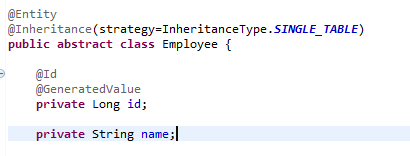 @Entity
@Inheritance(strategy=InheritanceType.SINGLE_TABLE)
public abstract class Employee {
@Id
@GeneratedValue
private Long id;
private String name;